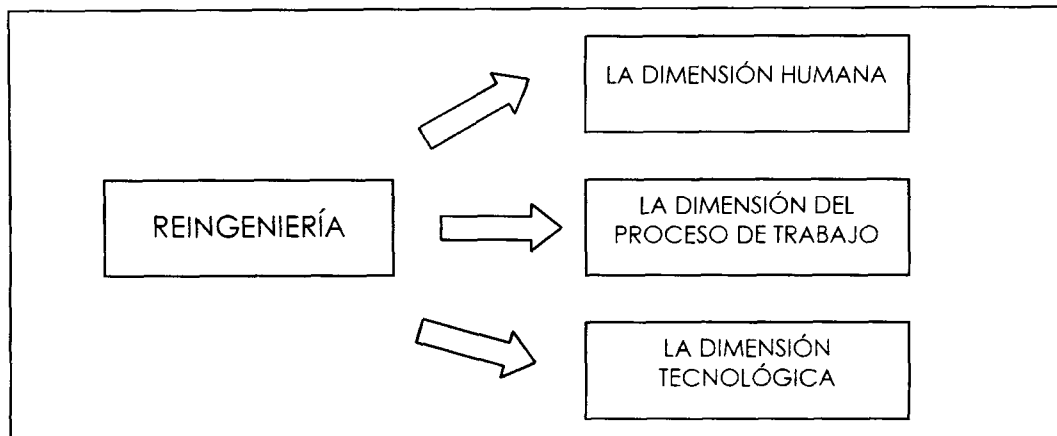 REINGENIERÍA
LA DIMENSIÓN HUMANA
LA DIMENSIÓN DEL
PROCESO DE TRABAJO
LA DIMENSIÓN
TECNOLÓGICA